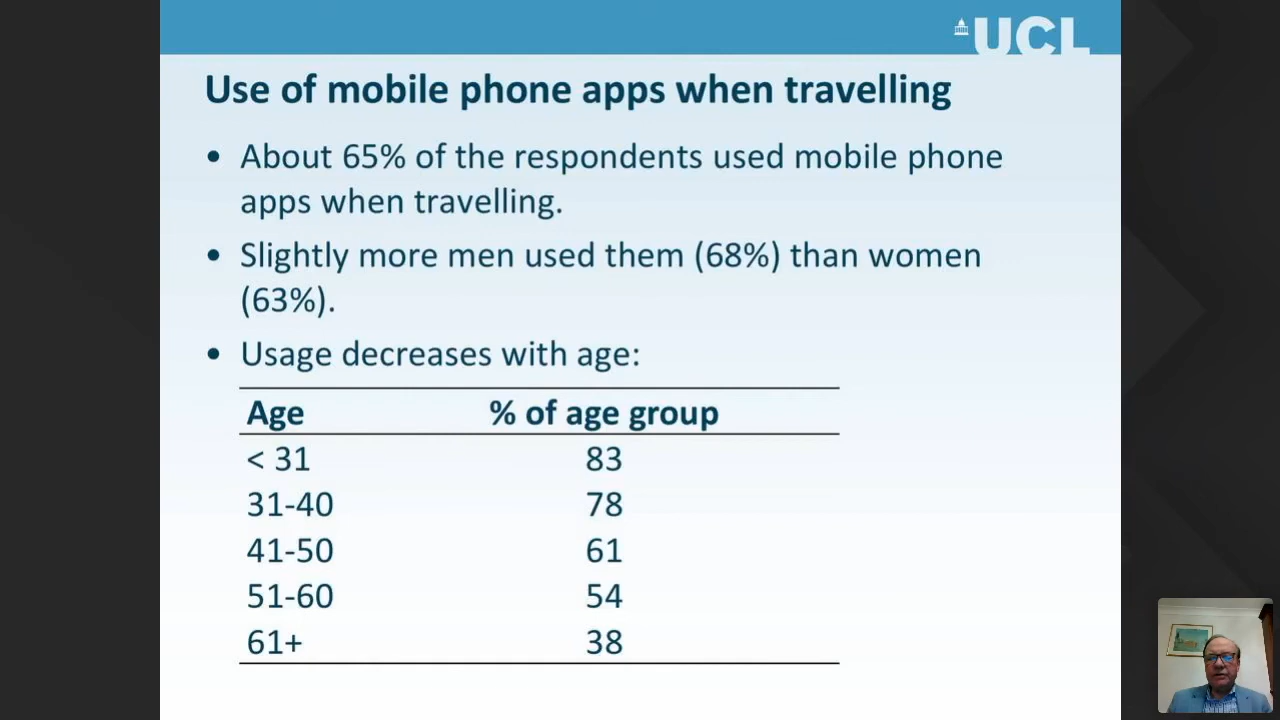 UCL
Use of mobile phone apps when travelling
• About 65% of the respondents used mobile phone
apps when travelling.
• Slightly more men used them (68%) than women
(63%).
• Usage decreases with age:
Age % of age group
< 31 83
31-40 78
41-50 61
51-60 54
61+ 38